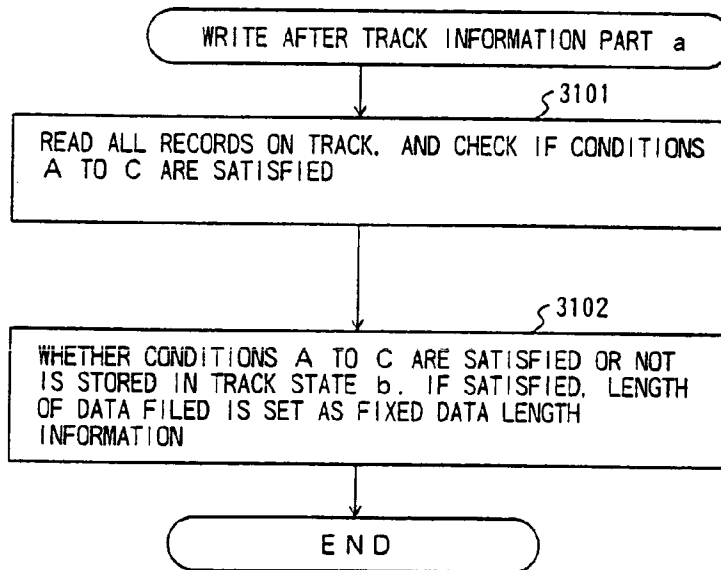 WRITE AFTER TRACK INFORMATION PART a
3101
READ ALL RECORDS ON TRACK. AND CHECK IF CONDITIONS
A TO C ARE SATISFIED
3102
WHETHER CONDITIONS A TO C ARE SATISFIED OR NOT
IS STORED IN TRACK STATE b. IF SATISFIED, LENGTH
OF DATA FILED IS SET AS FIXED DATA LENGTH
INFORMATION
END